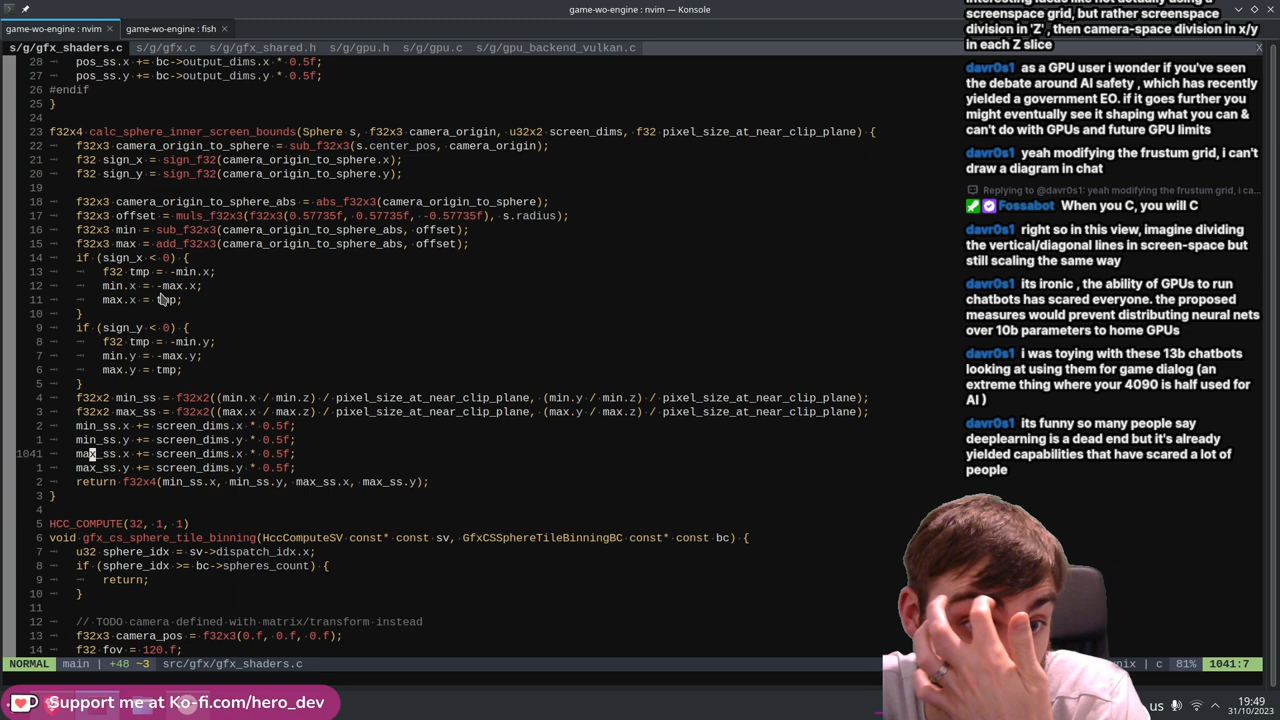 game-wo-engine : nvim — Konsole
game-wo-engine : nvim
game-wo-engine : fish
s/g/gfx_shaders.c s/g/gfx.c s/g/gfx_shared.h s/g/gpu.h s/g/gpu.c s/g/gpu_backend_vulkan.c X
28 pos_ss.x += bc->output_dims.x * 0.5f;
27 pos_ss.y += bc->output_dims.y * 0.5f;
26 #endif
25 }
24
23 f32x4 calc_sphere_inner_screen_bounds(Sphere s, f32x3 camera_origin, u32x2 screen_dims, f32 pixel_size_at_near_clip_plane) {
22 f32x3 camera_origin_to_sphere = sub_f32x3(s.center_pos, camera_origin);
21 f32 sign_x = sign_f32(camera_origin_to_sphere.x);
20 f32 sign_y = sign_f32(camera_origin_to_sphere.y);
19
18 f32x3 camera_origin_to_sphere_abs = abs_f32x3(camera_origin_to_sphere);
17 f32x3 offset = muls_f32x3(f32x3(0.57735f, 0.57735f, -0.57735f), s.radius);
16 f32x3 min = sub_f32x3(camera_origin_to_sphere_abs, offset);
15 f32x3 max = add_f32x3(camera_origin_to_sphere_abs, offset);
14 if (sign_x < 0) {
13 f32 tmp = -min.x;
12 min.x = -max.x;
11 max.x = tmp;
10 }
9 if (sign_y < 0) {
8 f32 tmp = -min.y;
7 min.y = -max.y;
6 max.y = tmp;
5 }
4 f32x2 min_ss = f32x2((min.x / min.z) / pixel_size_at_near_clip_plane, (min.y / min.z) / pixel_size_at_near_clip_plane);
3 f32x2 max_ss = f32x2((max.x / max.z) / pixel_size_at_near_clip_plane, (max.y / max.z) / pixel_size_at_near_clip_plane);
2 min_ss.x += screen_dims.x * 0.5f;
1 min_ss.y += screen_dims.y * 0.5f;
1041 max_ss.x += screen_dims.x * 0.5f;
1 max_ss.y += screen_dims.y * 0.5f;
2 return f32x4(min_ss.x, min_ss.y, max_ss.x, max_ss.y);
3 }
4
5 HCC_COMPUTE(32, 1, 1)
6 void gfx_cs_sphere_tile_binning(HccComputeSV const* const sv, GfxCSSphereTileBinningBC const* const bc) {
7 u32 sphere_idx = sv->dispatch_idx.x;
8 if (sphere_idx >= bc->spheres_count) {
9 return;
10 }
11
12 // TODO camera defined with matrix/transform instead
13 f32x3 camera_pos = f32x3(0.f, 0.f, 0.f);
14 f32 fov = 120.f;
NORMAL main | +48 ~3 src/gfx/gfx_shaders.c
| c 81% 1041:7
Support me at Ko-fi.com/hero_dev
us
19:49
31/10/2023
screenspace grid, but rather screenspace
division in 'Z' , then camera-space division in x/y
in each Z slice
davr0s1 as a GPU user i wonder if you've seen
the debate around AI safety , which has recently
yielded a government EO. if it goes further you
might eventually see it shaping what you can &
can't do with GPUs and future GPU limits
davr0s1 yeah modifying the frustum grid, i can't
draw a diagram in chat
Replying to @davr0s1: yeah modifying the frustum grid, i ca...
Fossabot When you C, you will C
davr0s1 right so in this view, imagine dividing
the vertical/diagonal lines in screen-space but
still scaling the same way
davr0s1 its ironic , the ability of GPUs to run
chatbots has scared everyone. the proposed
measures would prevent distributing neural nets
over 10b parameters to home GPUs
davr0s1 i was toying with these 13b chatbots
looking at using them for game dialog (an
extreme thing where your 4090 is half used for
AI )
davr0s1 its funny so many people say
deeplearning is a dead end but it's already
yielded capabilities that have scared a lot of
people